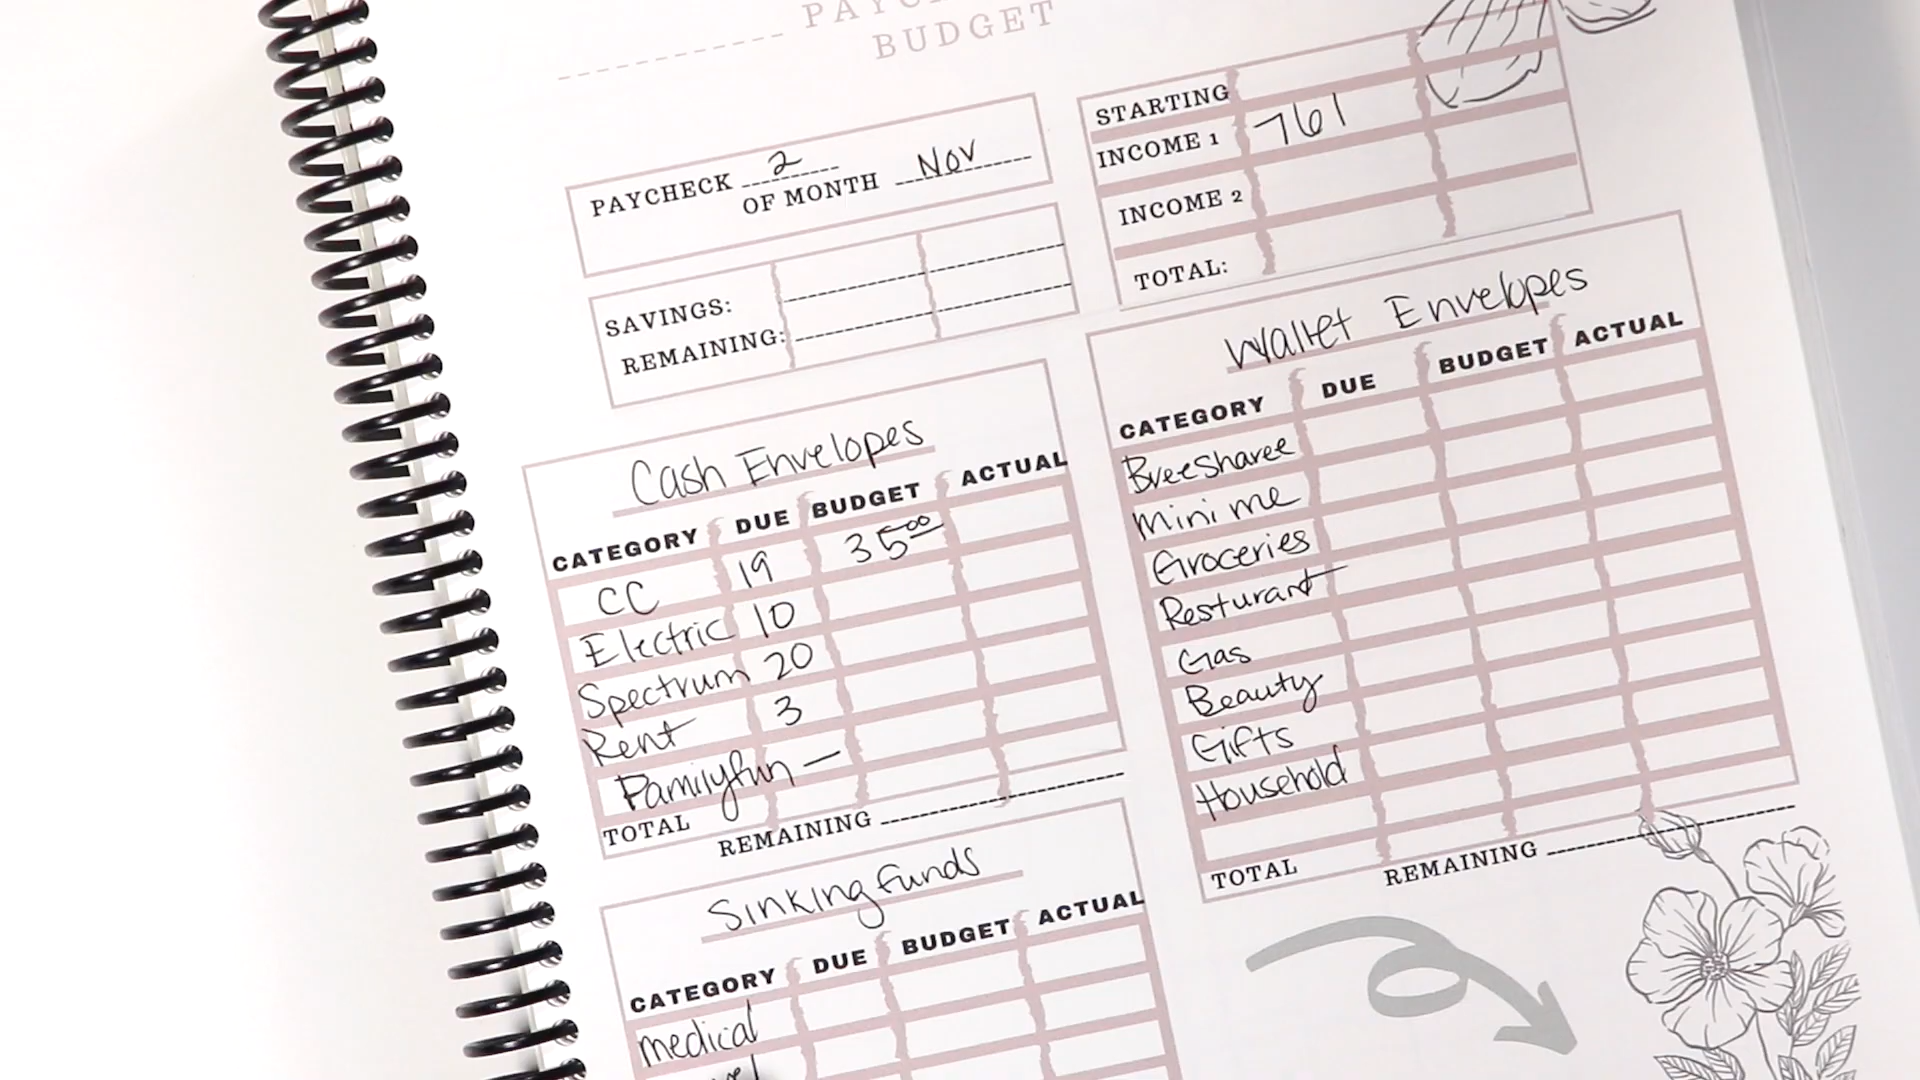 BUDGET
PAYCHECK 2
OF MONTH Nov
STARTING
INCOME 1 761
INCOME 2
TOTAL:
SAVINGS:
REMAINING:
Cash Envelopes
CATEGORY DUE BUDGET ACTUAL
CC 19 35.00
Electric 10
Spectrum 20
Rent 3
Familyfun —
TOTAL REMAINING
Wallet Envelopes
CATEGORY DUE BUDGET ACTUAL
BreeSharee
Mini me
Groceries
Resturant
Gas
Beauty
Gifts
Household
TOTAL REMAINING
Sinking funds
CATEGORY DUE BUDGET ACTUAL
medical